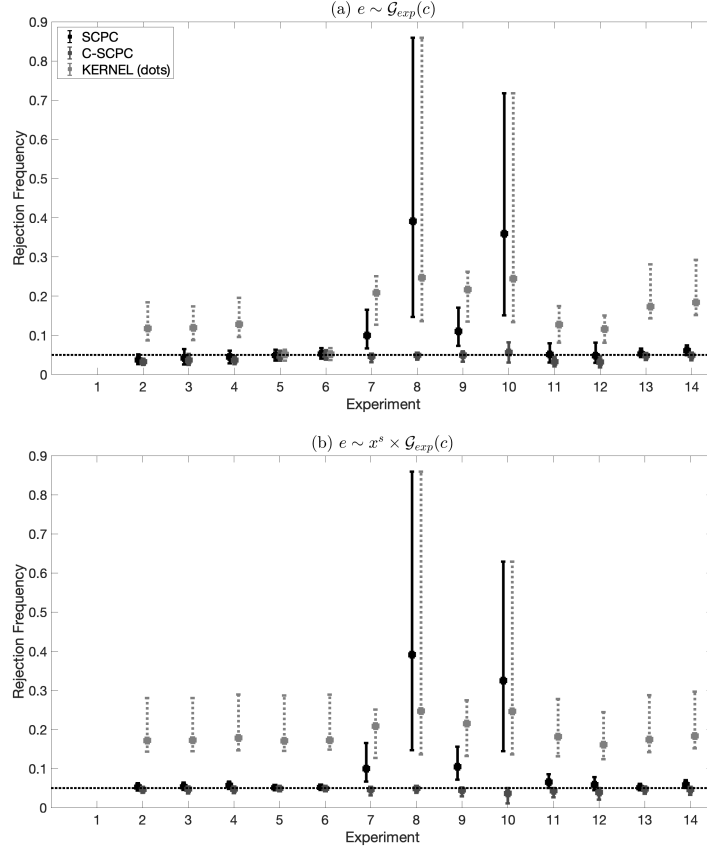 (a) e ∼ 𝒢exp(c)
0.9
SCPC
C-SCPC
KERNEL (dots)
0.8
0.7
0.6
0.5
0.4
0.3
0.2
0.1
0
Rejection Frequency
1 2 3 4 5 6 7 8 9 10 11 12 13 14
Experiment
(b) e ∼ xˢ × 𝒢exp(c)
0.9
0.8
0.7
0.6
0.5
0.4
0.3
0.2
0.1
0
Rejection Frequency
1 2 3 4 5 6 7 8 9 10 11 12 13 14
Experiment